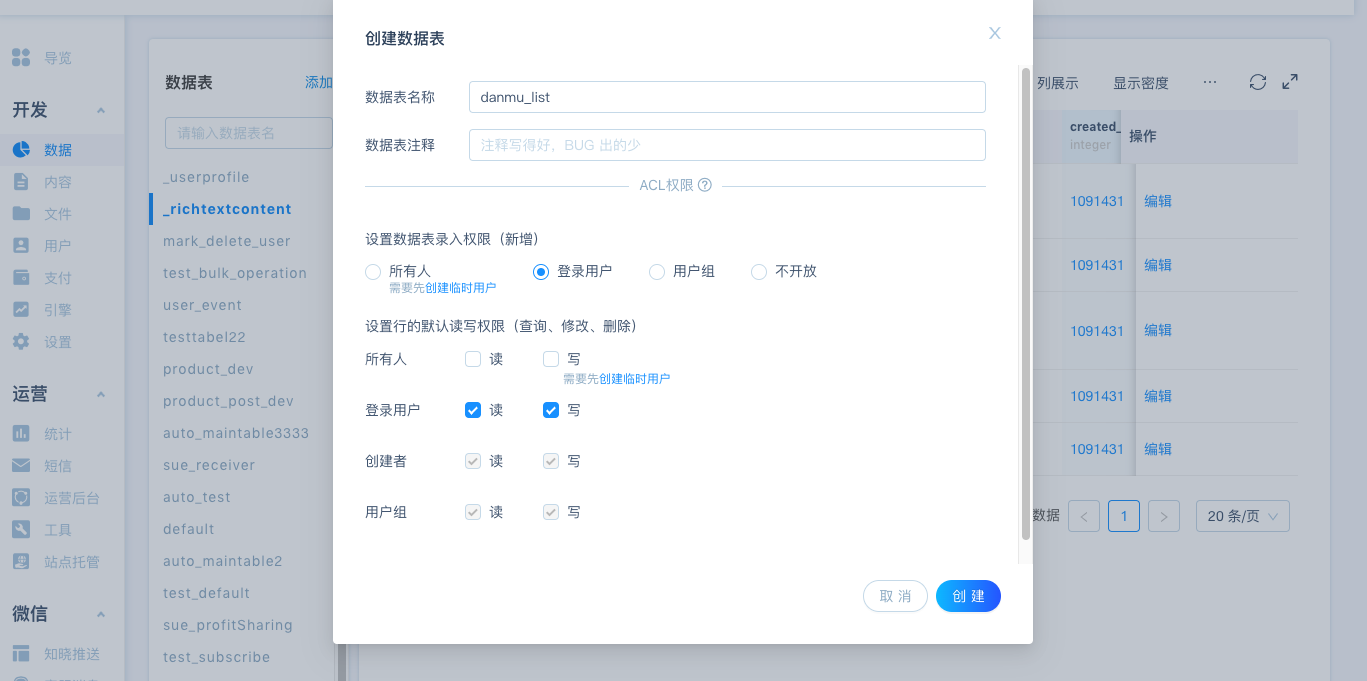 导览
开发
数据
内容
文件
用户
支付
引擎
设置
运营
统计
短信
运营后台
工具
站点托管
微信
知晓推送
数据表
添加
请输入数据表名
_userprofile
_richtextcontent
mark_delete_user
test_bulk_operation
user_event
testtabel22
product_dev
product_post_dev
auto_maintable3333
sue_receiver
auto_test
default
auto_maintable2
test_default
sue_profitSharing
test_subscribe
创建数据表
数据表名称
danmu_list
数据表注释
注释写得好，BUG 出的少
ACL权限
设置数据表录入权限（新增）
所有人 登录用户 用户组 不开放
需要先创建临时用户
设置行的默认读写权限（查询、修改、删除）
所有人 读 写
需要先创建临时用户
登录用户 读 写
创建者 读 写
用户组 读 写
取 消 创 建
列展示 显示密度 ···
created_ 操作
integer
1091431 编辑
1091431 编辑
1091431 编辑
1091431 编辑
1091431 编辑
数据 < 1 > 20 条/页